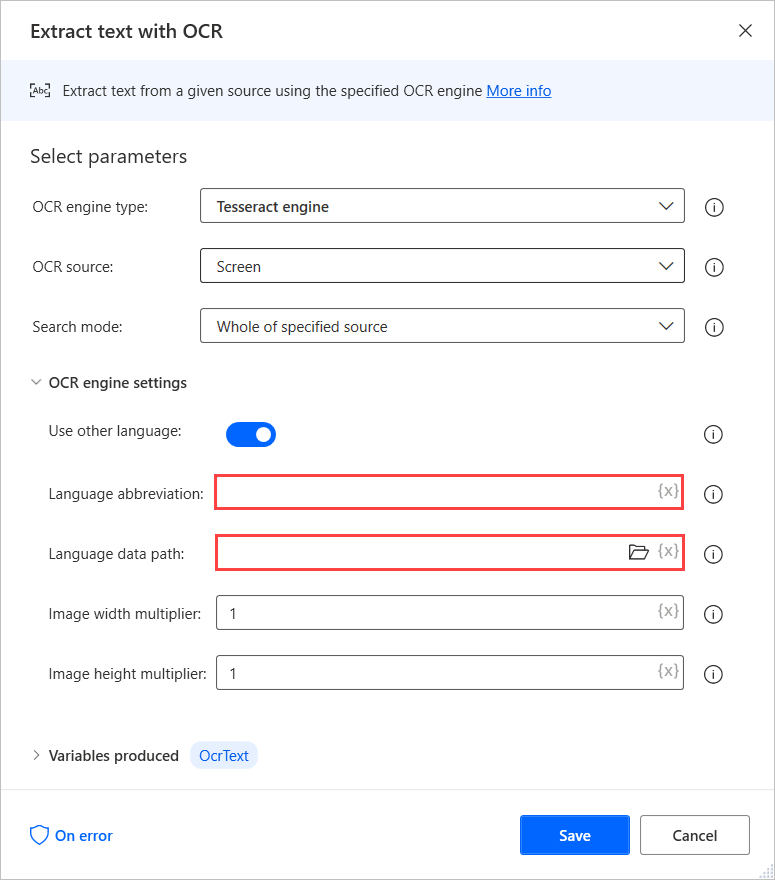 Extract text with OCR
Abc Extract text from a given source using the specified OCR engine More info
Select parameters
OCR engine type: Tesseract engine
OCR source: Screen
Search mode: Whole of specified source
OCR engine settings
Use other language:
Language abbreviation: {x}
Language data path: {x}
Image width multiplier: 1 {x}
Image height multiplier: 1 {x}
Variables produced OcrText
On error Save Cancel